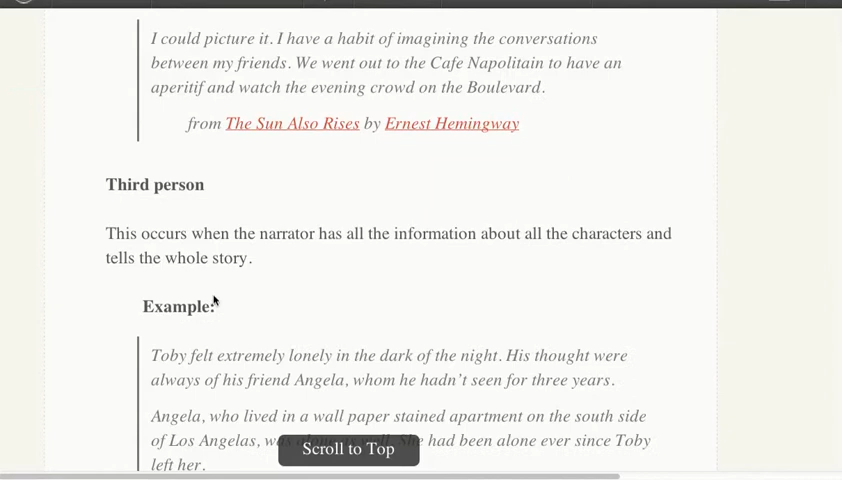 I could picture it. I have a habit of imagining the conversations
between my friends. We went out to the Cafe Napolitain to have an
aperitif and watch the evening crowd on the Boulevard.
from The Sun Also Rises by Ernest Hemingway
Third person
This occurs when the narrator has all the information about all the characters and
tells the whole story.
Example:
Toby felt extremely lonely in the dark of the night. His thought were
always of his friend Angela, whom he hadn't seen for three years.
Angela, who lived in a wall paper stained apartment on the south side
of Los Angelas, was alone as well. She had been alone ever since Toby
left her.
Scroll to Top